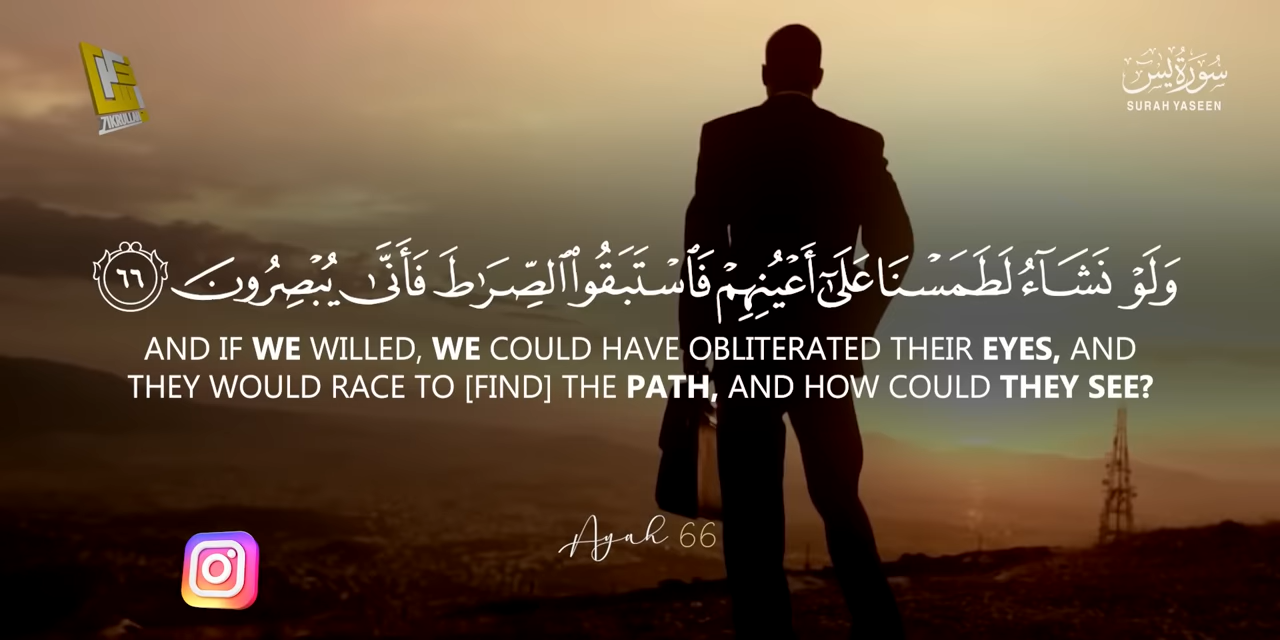 ZIKRULLAH
سُورَةُ يسٓ
SURAH YASEEN
وَلَوْ نَشَآءُ لَطَمَسْنَا عَلَىٰٓ أَعْيُنِهِمْ فَٱسْتَبَقُوا۟ ٱلصِّرَٰطَ فَأَنَّىٰ يُبْصِرُونَ ٦٦
AND IF WE WILLED, WE COULD HAVE OBLITERATED THEIR EYES, AND
THEY WOULD RACE TO [FIND] THE PATH, AND HOW COULD THEY SEE?
Ayah 66